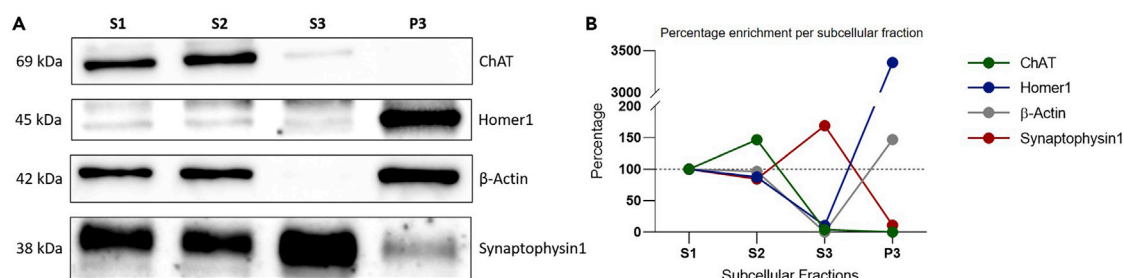 A
S1 S2 S3 P3
69 kDa ChAT
45 kDa Homer1
42 kDa β-Actin
38 kDa Synaptophysin1
B
Percentage enrichment per subcellular fraction
3500
3000
200
150
100
50
0
Percentage
S1 S2 S3 P3
Subcellular Fractions
ChAT
Homer1
β-Actin
Synaptophysin1